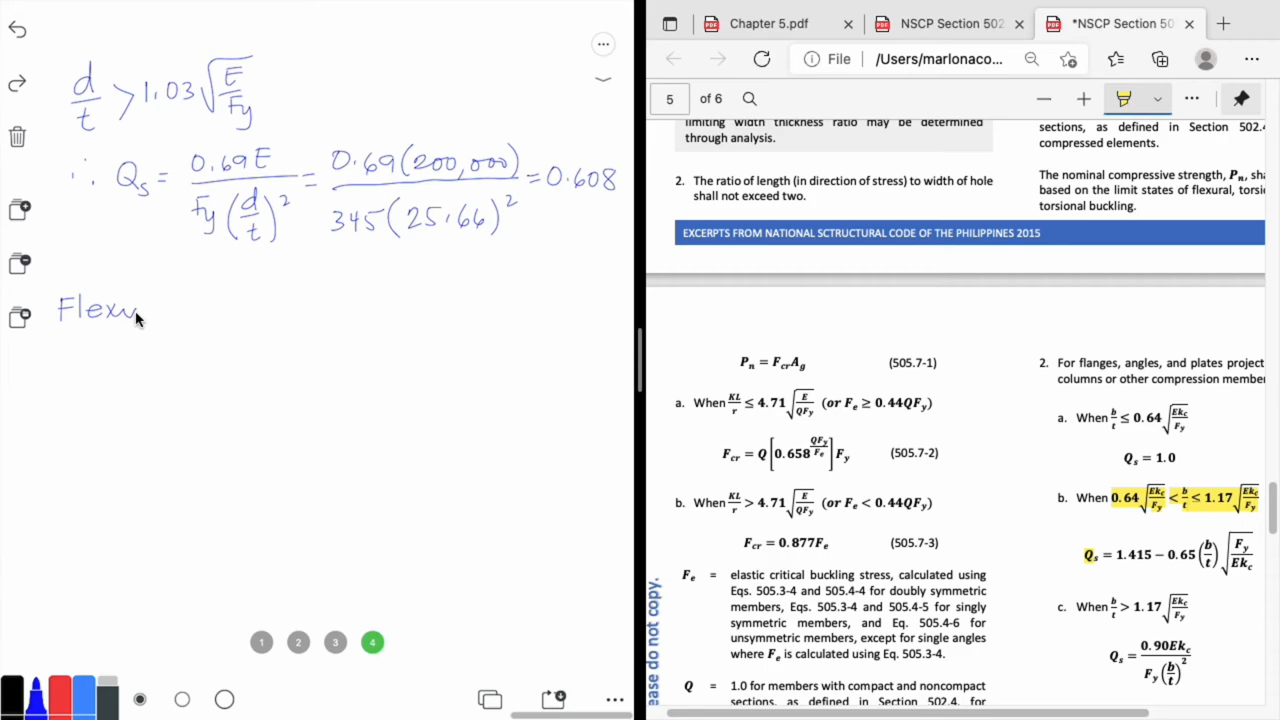 d/t > 1.03 √(E/Fy)
∴ Qs = 0.69E / Fy (d/t)² = 0.69(200,000) / 345(25.66)² = 0.608
Flexu
1 2 3 4
Chapter 5.pdf
NSCP Section 502
*NSCP Section 50
File
/Users/marlonaco...
5 of 6
limiting width thickness ratio may be determined
through analysis.
2. The ratio of length (in direction of stress) to width of hole
shall not exceed two.
sections, as defined in Section 502.4
compressed elements.
The nominal compressive strength, Pn, sha
based on the limit states of flexural, torsi
torsional buckling.
EXCERPTS FROM NATIONAL SCTRUCTURAL CODE OF THE PHILIPPINES 2015
Pn = FcrAg (505.7-1)
a. When KL/r ≤ 4.71 √(E/QFy) (or Fe ≥ 0.44QFy)
Fcr = Q [0.658^(QFy/Fe)] Fy (505.7-2)
b. When KL/r > 4.71 √(E/QFy) (or Fe < 0.44QFy)
Fcr = 0.877Fe (505.7-3)
Fe = elastic critical buckling stress, calculated using
Eqs. 505.3-4 and 505.4-4 for doubly symmetric
members, Eqs. 505.3-4 and 505.4-5 for singly
symmetric members, and Eq. 505.4-6 for
unsymmetric members, except for single angles
where Fe is calculated using Eq. 505.3-4.
Q = 1.0 for members with compact and noncompact
sections, as defined in Section 502.4, for
2. For flanges, angles, and plates project
columns or other compression membe
a. When b/t ≤ 0.64 √(Ekc/Fy)
Qs = 1.0
b. When 0.64 √(Ekc/Fy) < b/t ≤ 1.17 √(Ekc/Fy)
Qs = 1.415 − 0.65 (b/t) √(Fy/Ekc)
c. When b/t > 1.17 √(Ekc/Fy)
Qs = 0.90Ekc / Fy (b/t)²
ease do not copy.